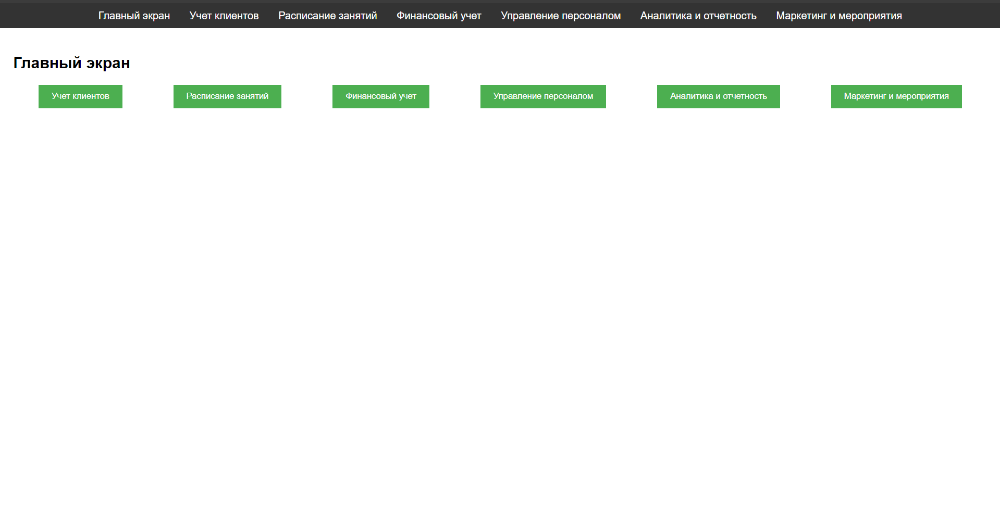 Главный экран Учет клиентов Расписание занятий Финансовый учет Управление персоналом Аналитика и отчетность Маркетинг и мероприятия
Главный экран
Учет клиентов Расписание занятий Финансовый учет Управление персоналом Аналитика и отчетность Маркетинг и мероприятия